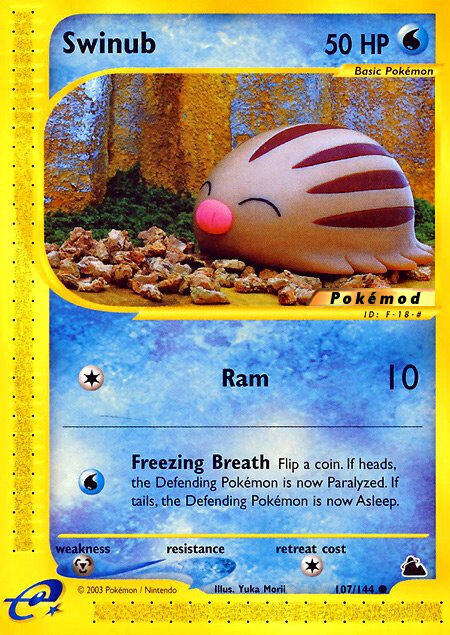 Swinub 50 HP
Basic Pokémon
Pokémod
ID: F-18-#
Ram 10
Freezing Breath Flip a coin. If heads,
the Defending Pokémon is now Paralyzed. If
tails, the Defending Pokémon is now Asleep.
weakness resistance retreat cost
© 2003 Pokémon / Nintendo Illus. Yuka Morii 107/144
e